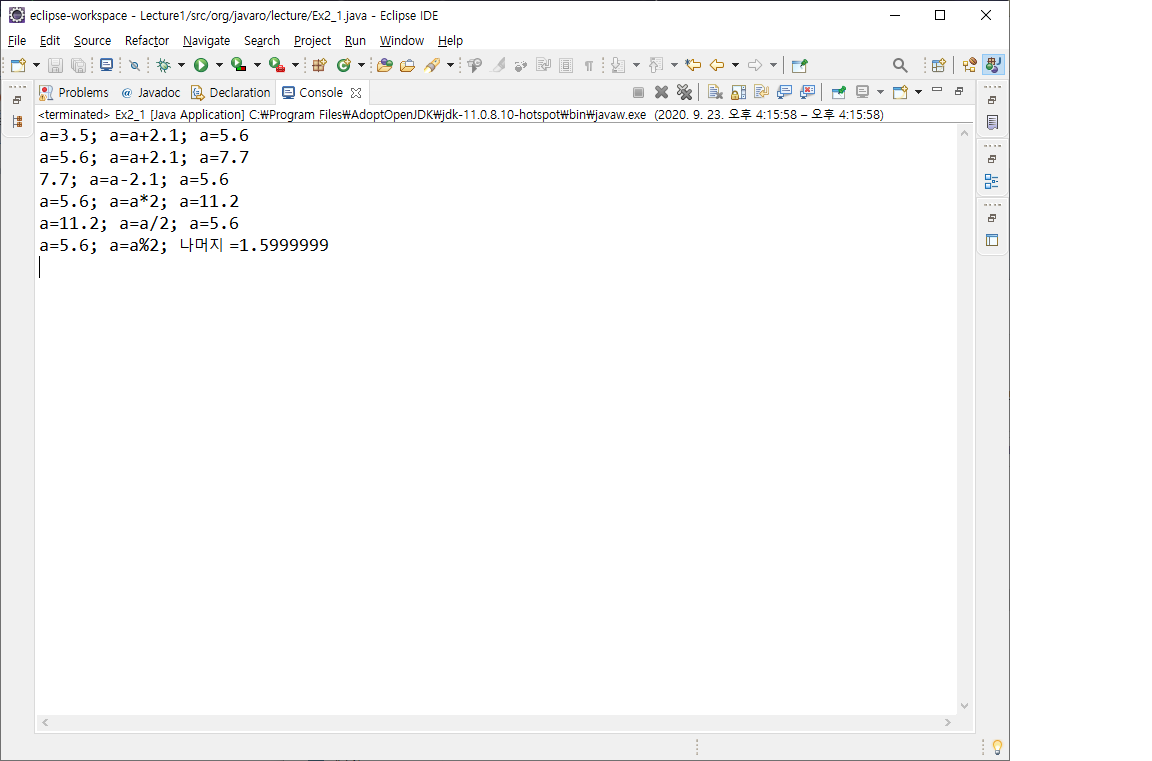 eclipse-workspace - Lecture1/src/org/javaro/lecture/Ex2_1.java - Eclipse IDE
File Edit Source Refactor Navigate Search Project Run Window Help
Problems @ Javadoc Declaration Console
<terminated> Ex2_1 [Java Application] C:₩Program Files₩AdoptOpenJDK₩jdk-11.0.8.10-hotspot₩bin₩javaw.exe (2020. 9. 23. 오후 4:15:58 – 오후 4:15:58)
a=3.5; a=a+2.1; a=5.6
a=5.6; a=a+2.1; a=7.7
7.7; a=a-2.1; a=5.6
a=5.6; a=a*2; a=11.2
a=11.2; a=a/2; a=5.6
a=5.6; a=a%2; 나머지 =1.5999999